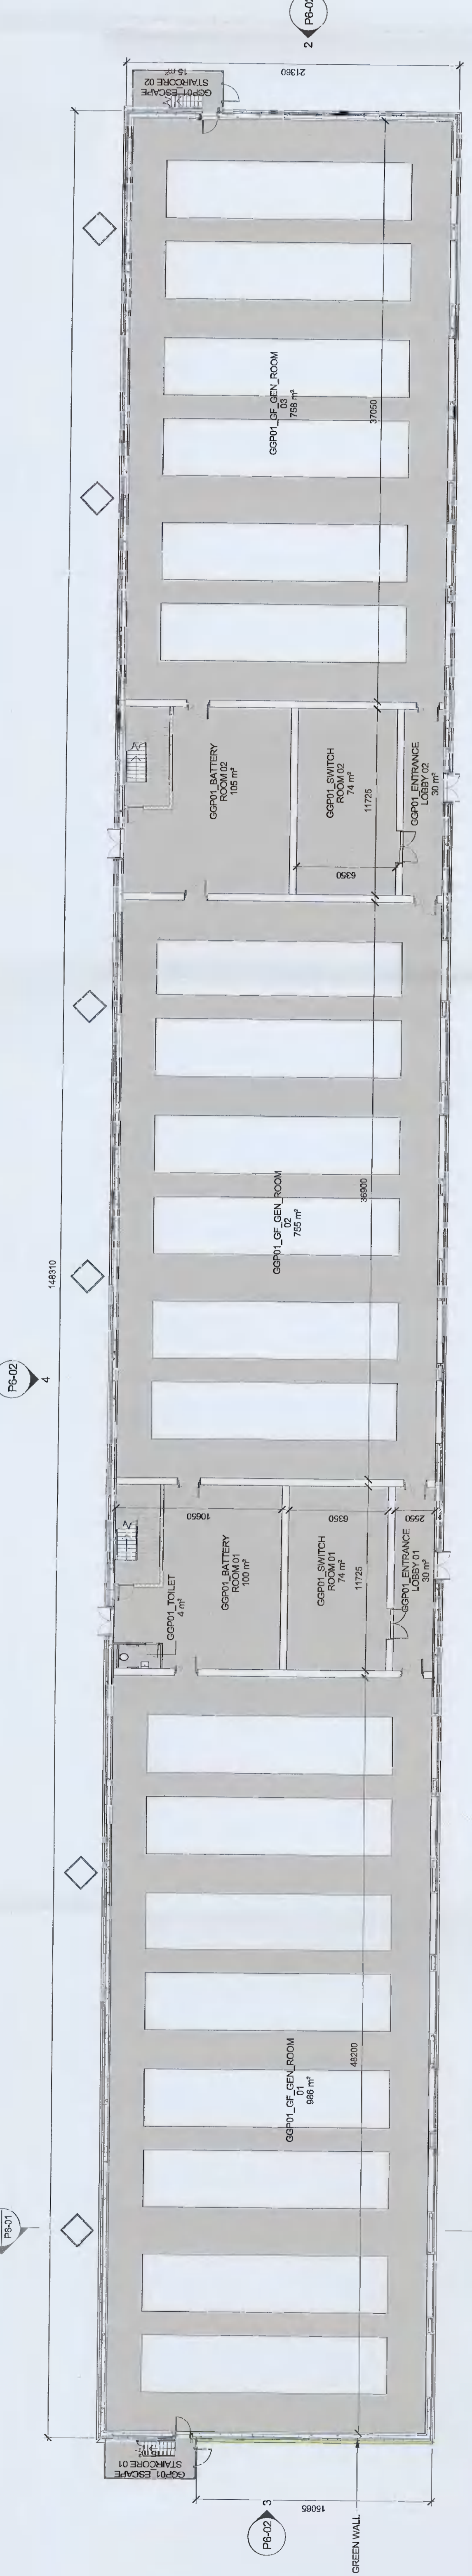 P6-02
2
21360
GGP01_ESCAPE
STAIRCORE 02
15 m²
GGP01_GF_GEN_ROOM
03
758 m²
37050
GGP01_BATTERY
ROOM 02
105 m²
GGP01_SWITCH
ROOM 02
74 m²
11725
6350
GGP01_ENTRANCE
LOBBY 02
30 m²
148310
P6-02
4
GGP01_GF_GEN_ROOM
02
755 m²
36900
GGP01_TOILET
4 m²
10650
GGP01_BATTERY
ROOM 01
100 m²
6350
GGP01_SWITCH
ROOM 01
74 m²
11725
2550
GGP01_ENTRANCE
LOBBY 01
30 m²
P6-01
GGP01_GF_GEN_ROOM
01
986 m²
48200
GGP01_ESCAPE
STAIRCORE 01
15065
P6-02
3
GREEN WALL